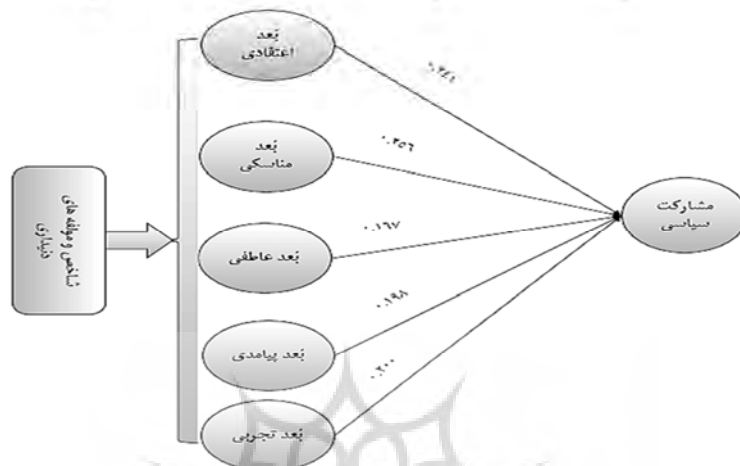 بُعد
اعتقادی
بُعد
مناسکی
بُعد عاطفی
بُعد پیامدی
بُعد تجربی
شاخص و مولفه های
دینداری
مشارکت
سیاسی
۰.۲۴۱
۰.۲۵۶
۰.۱۶۷
۰.۱۹۸
۰.۲۰۰